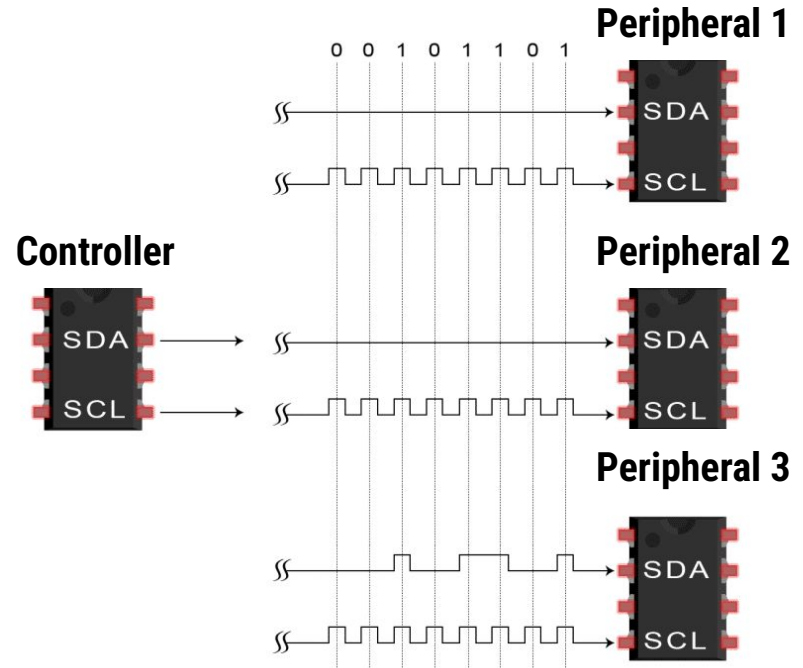 Peripheral 1
0 0 1 0 1 1 0 1
SDA
SCL
Controller
Peripheral 2
SDA
SDA
SCL
SCL
Peripheral 3
SDA
SCL